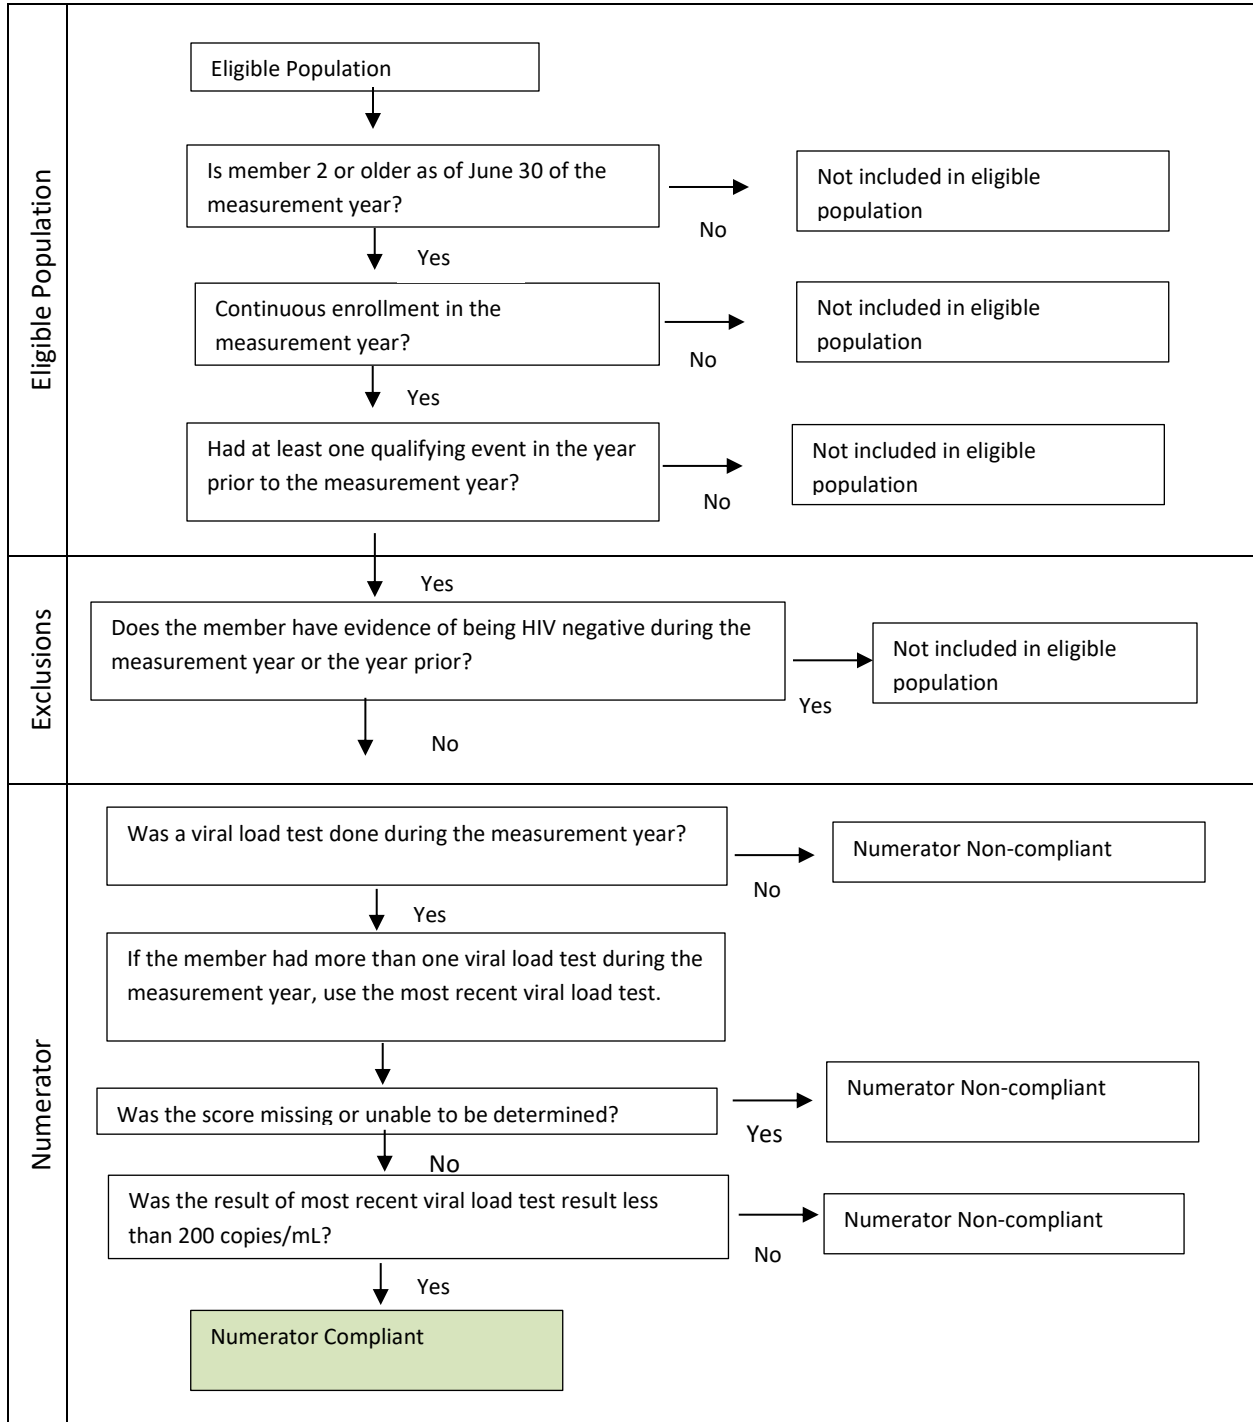 Eligible Population
Eligible Population
Is member 2 or older as of June 30 of the
measurement year?
Not included in eligible
population
No
Yes
Continuous enrollment in the
measurement year?
Not included in eligible
population
No
Yes
Had at least one qualifying event in the year
prior to the measurement year?
Not included in eligible
population
No
Yes
Exclusions
Does the member have evidence of being HIV negative during the
measurement year or the year prior?
Not included in eligible
population
Yes
No
Numerator
Was a viral load test done during the measurement year?
Numerator Non-compliant
No
Yes
If the member had more than one viral load test during the
measurement year, use the most recent viral load test.
Was the score missing or unable to be determined?
Numerator Non-compliant
Yes
No
Was the result of most recent viral load test result less
than 200 copies/mL?
Numerator Non-compliant
No
Yes
Numerator Compliant